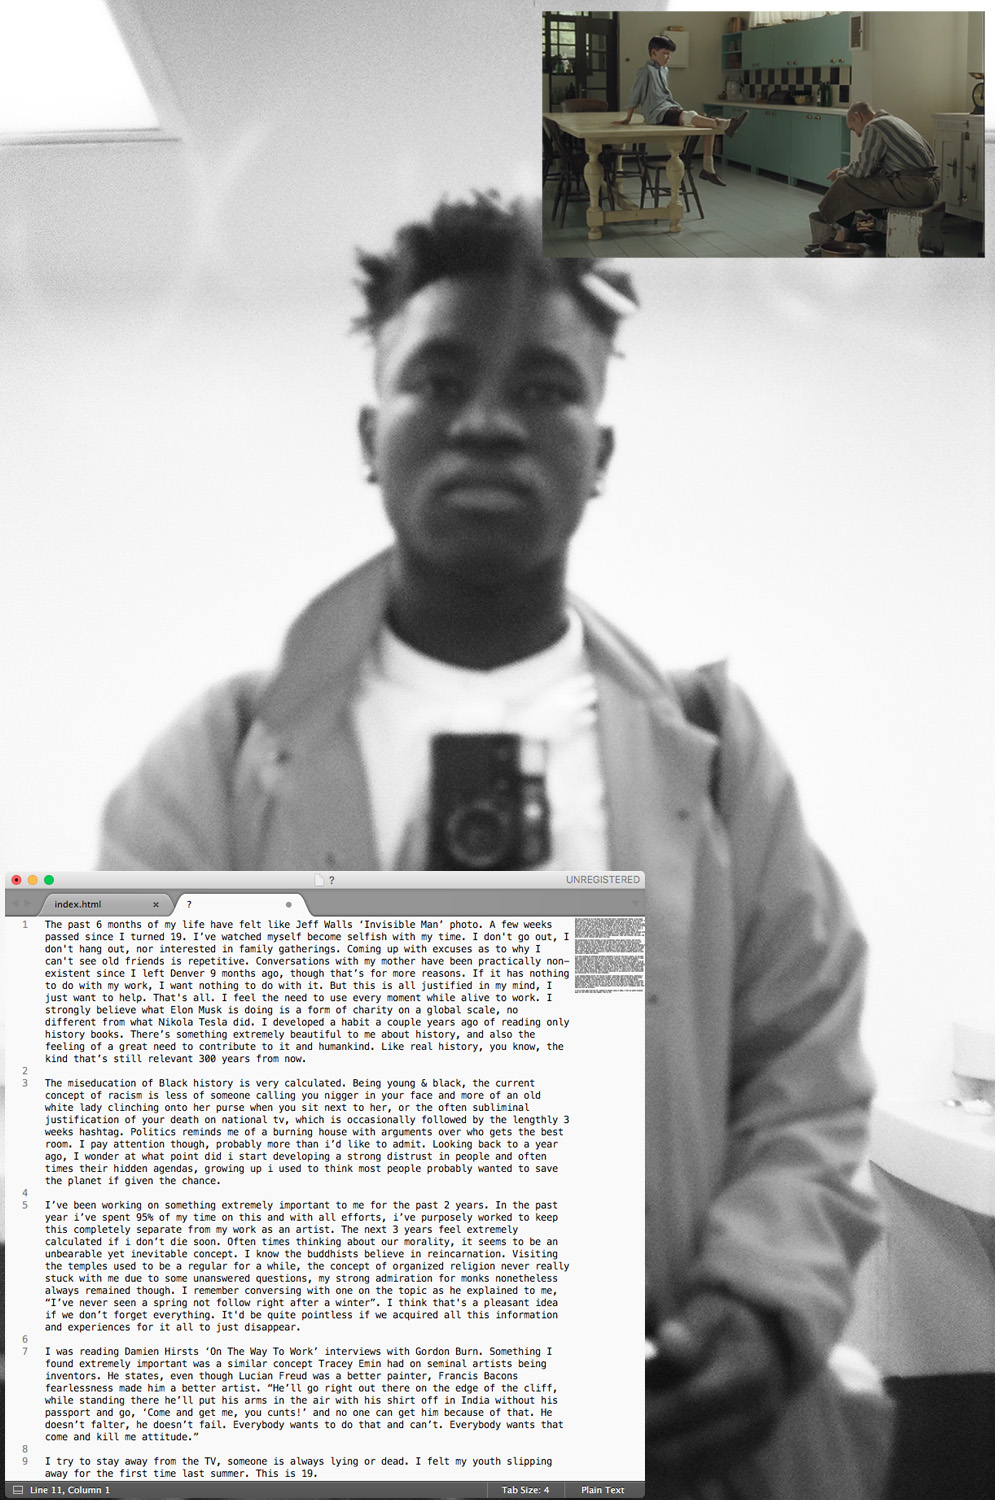 ?
UNREGISTERED
index.html
?
1 The past 6 months of my life have felt like Jeff Walls ‘Invisible Man’ photo. A few weeks
passed since I turned 19. I’ve watched myself become selfish with my time. I don't go out, I
don't hang out, nor interested in family gatherings. Coming up with excuses as to why I
can't see old friends is repetitive. Conversations with my mother have been practically non-
existent since I left Denver 9 months ago, though that’s for more reasons. If it has nothing
to do with my work, I want nothing to do with it. But this is all justified in my mind, I
just want to help. That's all. I feel the need to use every moment while alive to work. I
strongly believe what Elon Musk is doing is a form of charity on a global scale, no
different from what Nikola Tesla did. I developed a habit a couple years ago of reading only
history books. There’s something extremely beautiful to me about history, and also the
feeling of a great need to contribute to it and humankind. Like real history, you know, the
kind that’s still relevant 300 years from now.
2
3 The miseducation of Black history is very calculated. Being young & black, the current
concept of racism is less of someone calling you nigger in your face and more of an old
white lady clinching onto her purse when you sit next to her, or the often subliminal
justification of your death on national tv, which is occasionally followed by the lengthly 3
weeks hashtag. Politics reminds me of a burning house with arguments over who gets the best
room. I pay attention though, probably more than i’d like to admit. Looking back to a year
ago, I wonder at what point did i start developing a strong distrust in people and often
times their hidden agendas, growing up i used to think most people probably wanted to save
the planet if given the chance.
4
5 I’ve been working on something extremely important to me for the past 2 years. In the past
year i’ve spent 95% of my time on this and with all efforts, i’ve purposely worked to keep
this completely separate from my work as an artist. The next 3 years feel extremely
calculated if i don’t die soon. Often times thinking about our morality, it seems to be an
unbearable yet inevitable concept. I know the buddhists believe in reincarnation. Visiting
the temples used to be a regular for a while, the concept of organized religion never really
stuck with me due to some unanswered questions, my strong admiration for monks nonetheless
always remained though. I remember conversing with one on the topic as he explained to me,
“I’ve never seen a spring not follow right after a winter”. I think that's a pleasant idea
if we don’t forget everything. It'd be quite pointless if we acquired all this information
and experiences for it all to just disappear.
6
7 I was reading Damien Hirsts ‘On The Way To Work’ interviews with Gordon Burn. Something I
found extremely important was a similar concept Tracey Emin had on seminal artists being
inventors. He states, even though Lucian Freud was a better painter, Francis Bacons
fearlessness made him a better artist. “He’ll go right out there on the edge of the cliff,
while standing there he’ll put his arms in the air with his shirt off in India without his
passport and go, ‘Come and get me, you cunts!’ and no one can get him because of that. He
doesn’t falter, he doesn’t fail. Everybody wants to do that and can’t. Everybody wants that
come and kill me attitude.”
8
9 I try to stay away from the TV, someone is always lying or dead. I felt my youth slipping
away for the first time last summer. This is 19.
Line 11, Column 1
Tab Size: 4
Plain Text